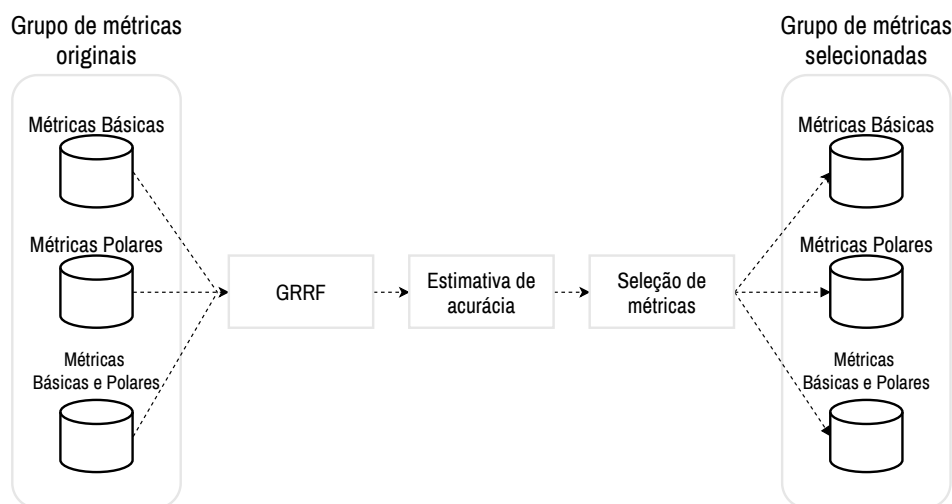 Grupo de métricas
originais
Métricas Básicas
Métricas Polares
Métricas
Básicas e Polares
GRRF
Estimativa de
acurácia
Seleção de
métricas
Grupo de métricas
selecionadas
Métricas Básicas
Métricas Polares
Métricas
Básicas e Polares